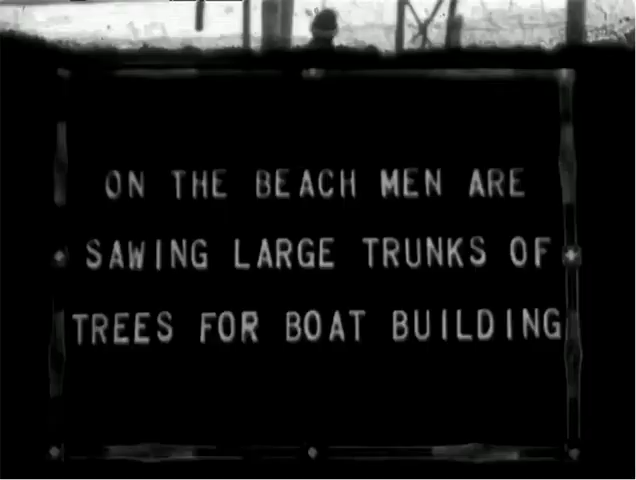 ON THE BEACH MEN ARE
SAWING LARGE TRUNKS OF
TREES FOR BOAT BUILDING